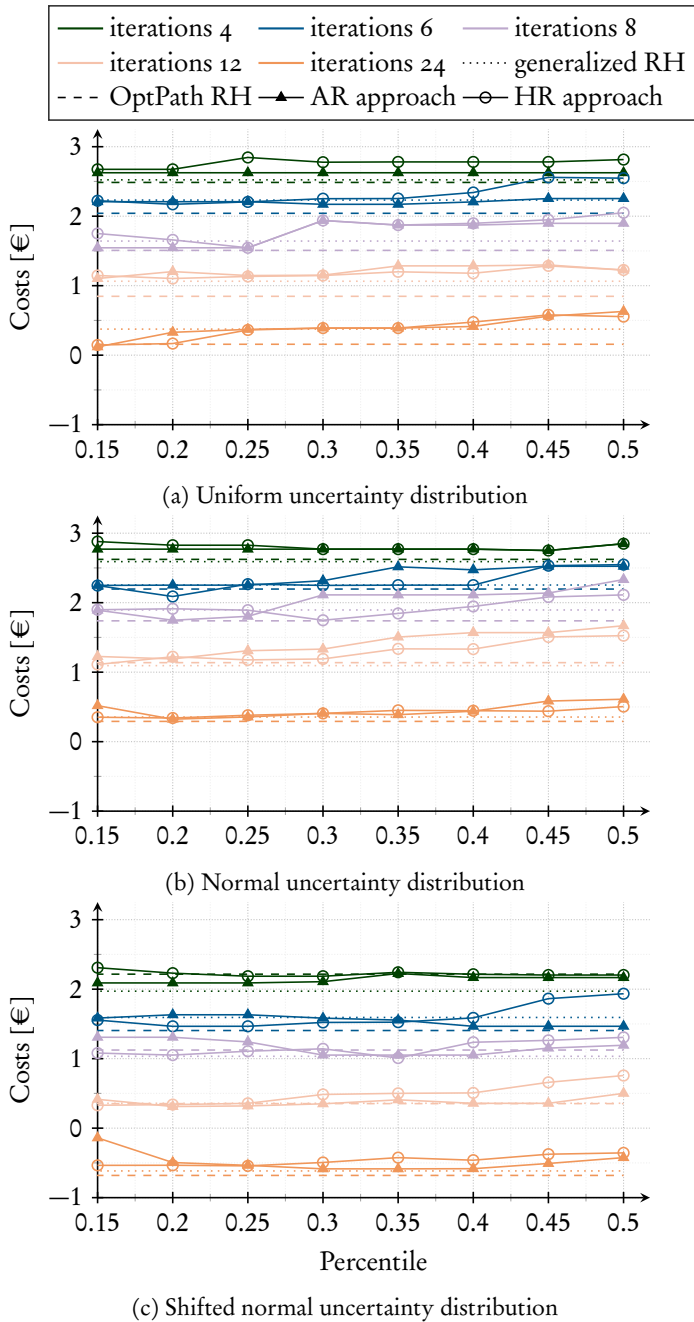 iterations 4 iterations 6 iterations 8
iterations 12 iterations 24 generalized RH
OptPath RH AR approach HR approach
3
2
1
0
−1
Costs [€]
0.15 0.2 0.25 0.3 0.35 0.4 0.45 0.5
(a) Uniform uncertainty distribution
3
2
1
0
−1
Costs [€]
0.15 0.2 0.25 0.3 0.35 0.4 0.45 0.5
(b) Normal uncertainty distribution
3
2
1
0
−1
Costs [€]
0.15 0.2 0.25 0.3 0.35 0.4 0.45 0.5
Percentile
(c) Shifted normal uncertainty distribution